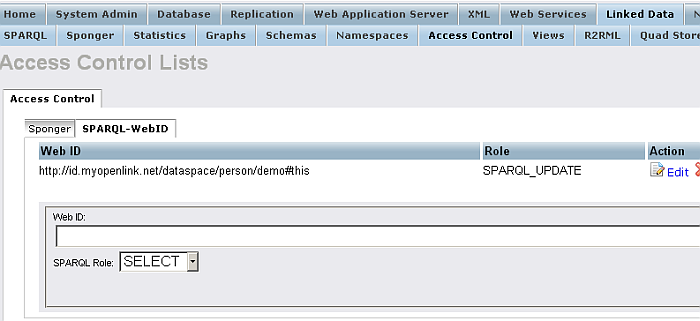 Home System Admin Database Replication Web Application Server XML Web Services Linked Data
SPARQL Sponger Statistics Graphs Schemas Namespaces Access Control Views R2RML Quad Store
Access Control Lists
Access Control
Sponger SPARQL-WebID
Web ID Role Action
http://id.myopenlink.net/dataspace/person/demo#this SPARQL_UPDATE Edit
Web ID:
SPARQL Role: SELECT